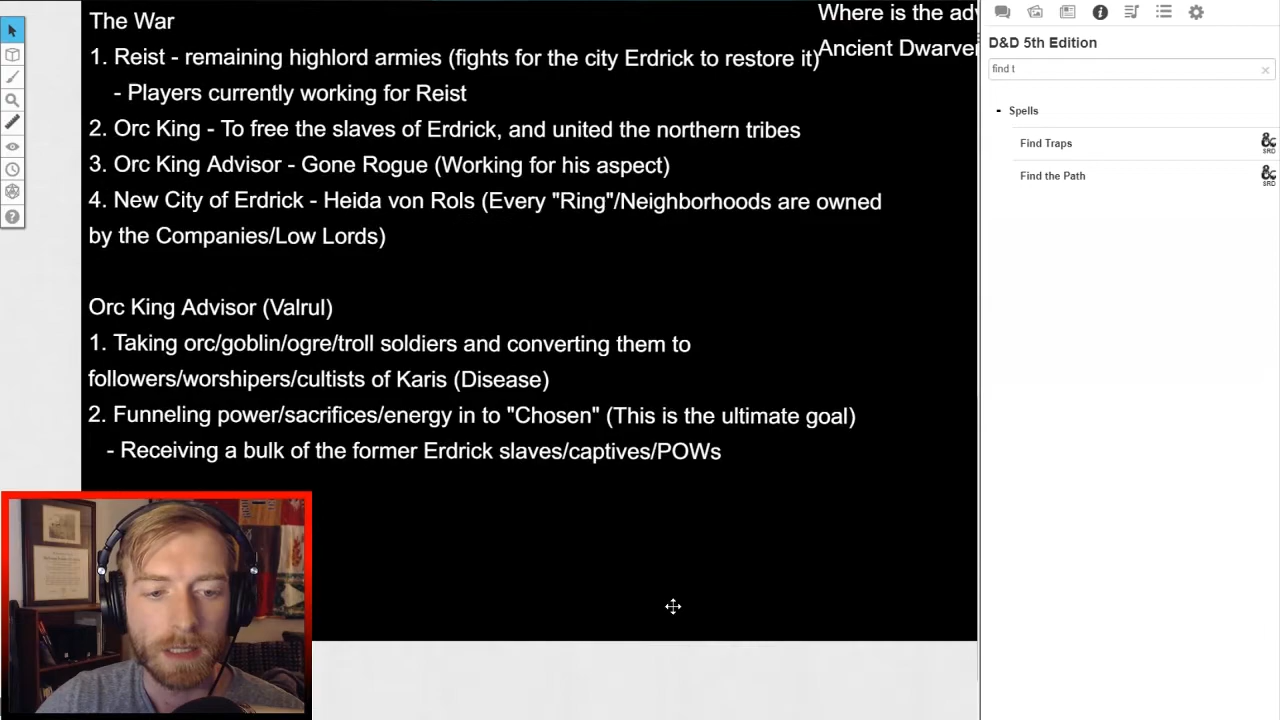 The War
1. Reist - remaining highlord armies (fights for the city Erdrick to restore it)
- Players currently working for Reist
2. Orc King - To free the slaves of Erdrick, and united the northern tribes
3. Orc King Advisor - Gone Rogue (Working for his aspect)
4. New City of Erdrick - Heida von Rols (Every "Ring"/Neighborhoods are owned
by the Companies/Low Lords)
Orc King Advisor (Valrul)
1. Taking orc/goblin/ogre/troll soldiers and converting them to
followers/worshipers/cultists of Karis (Disease)
2. Funneling power/sacrifices/energy in to "Chosen" (This is the ultimate goal)
- Receiving a bulk of the former Erdrick slaves/captives/POWs
Where is the adv
Ancient Dwarve
D&D 5th Edition
find t
Spells
Find Traps
SRD
Find the Path
SRD